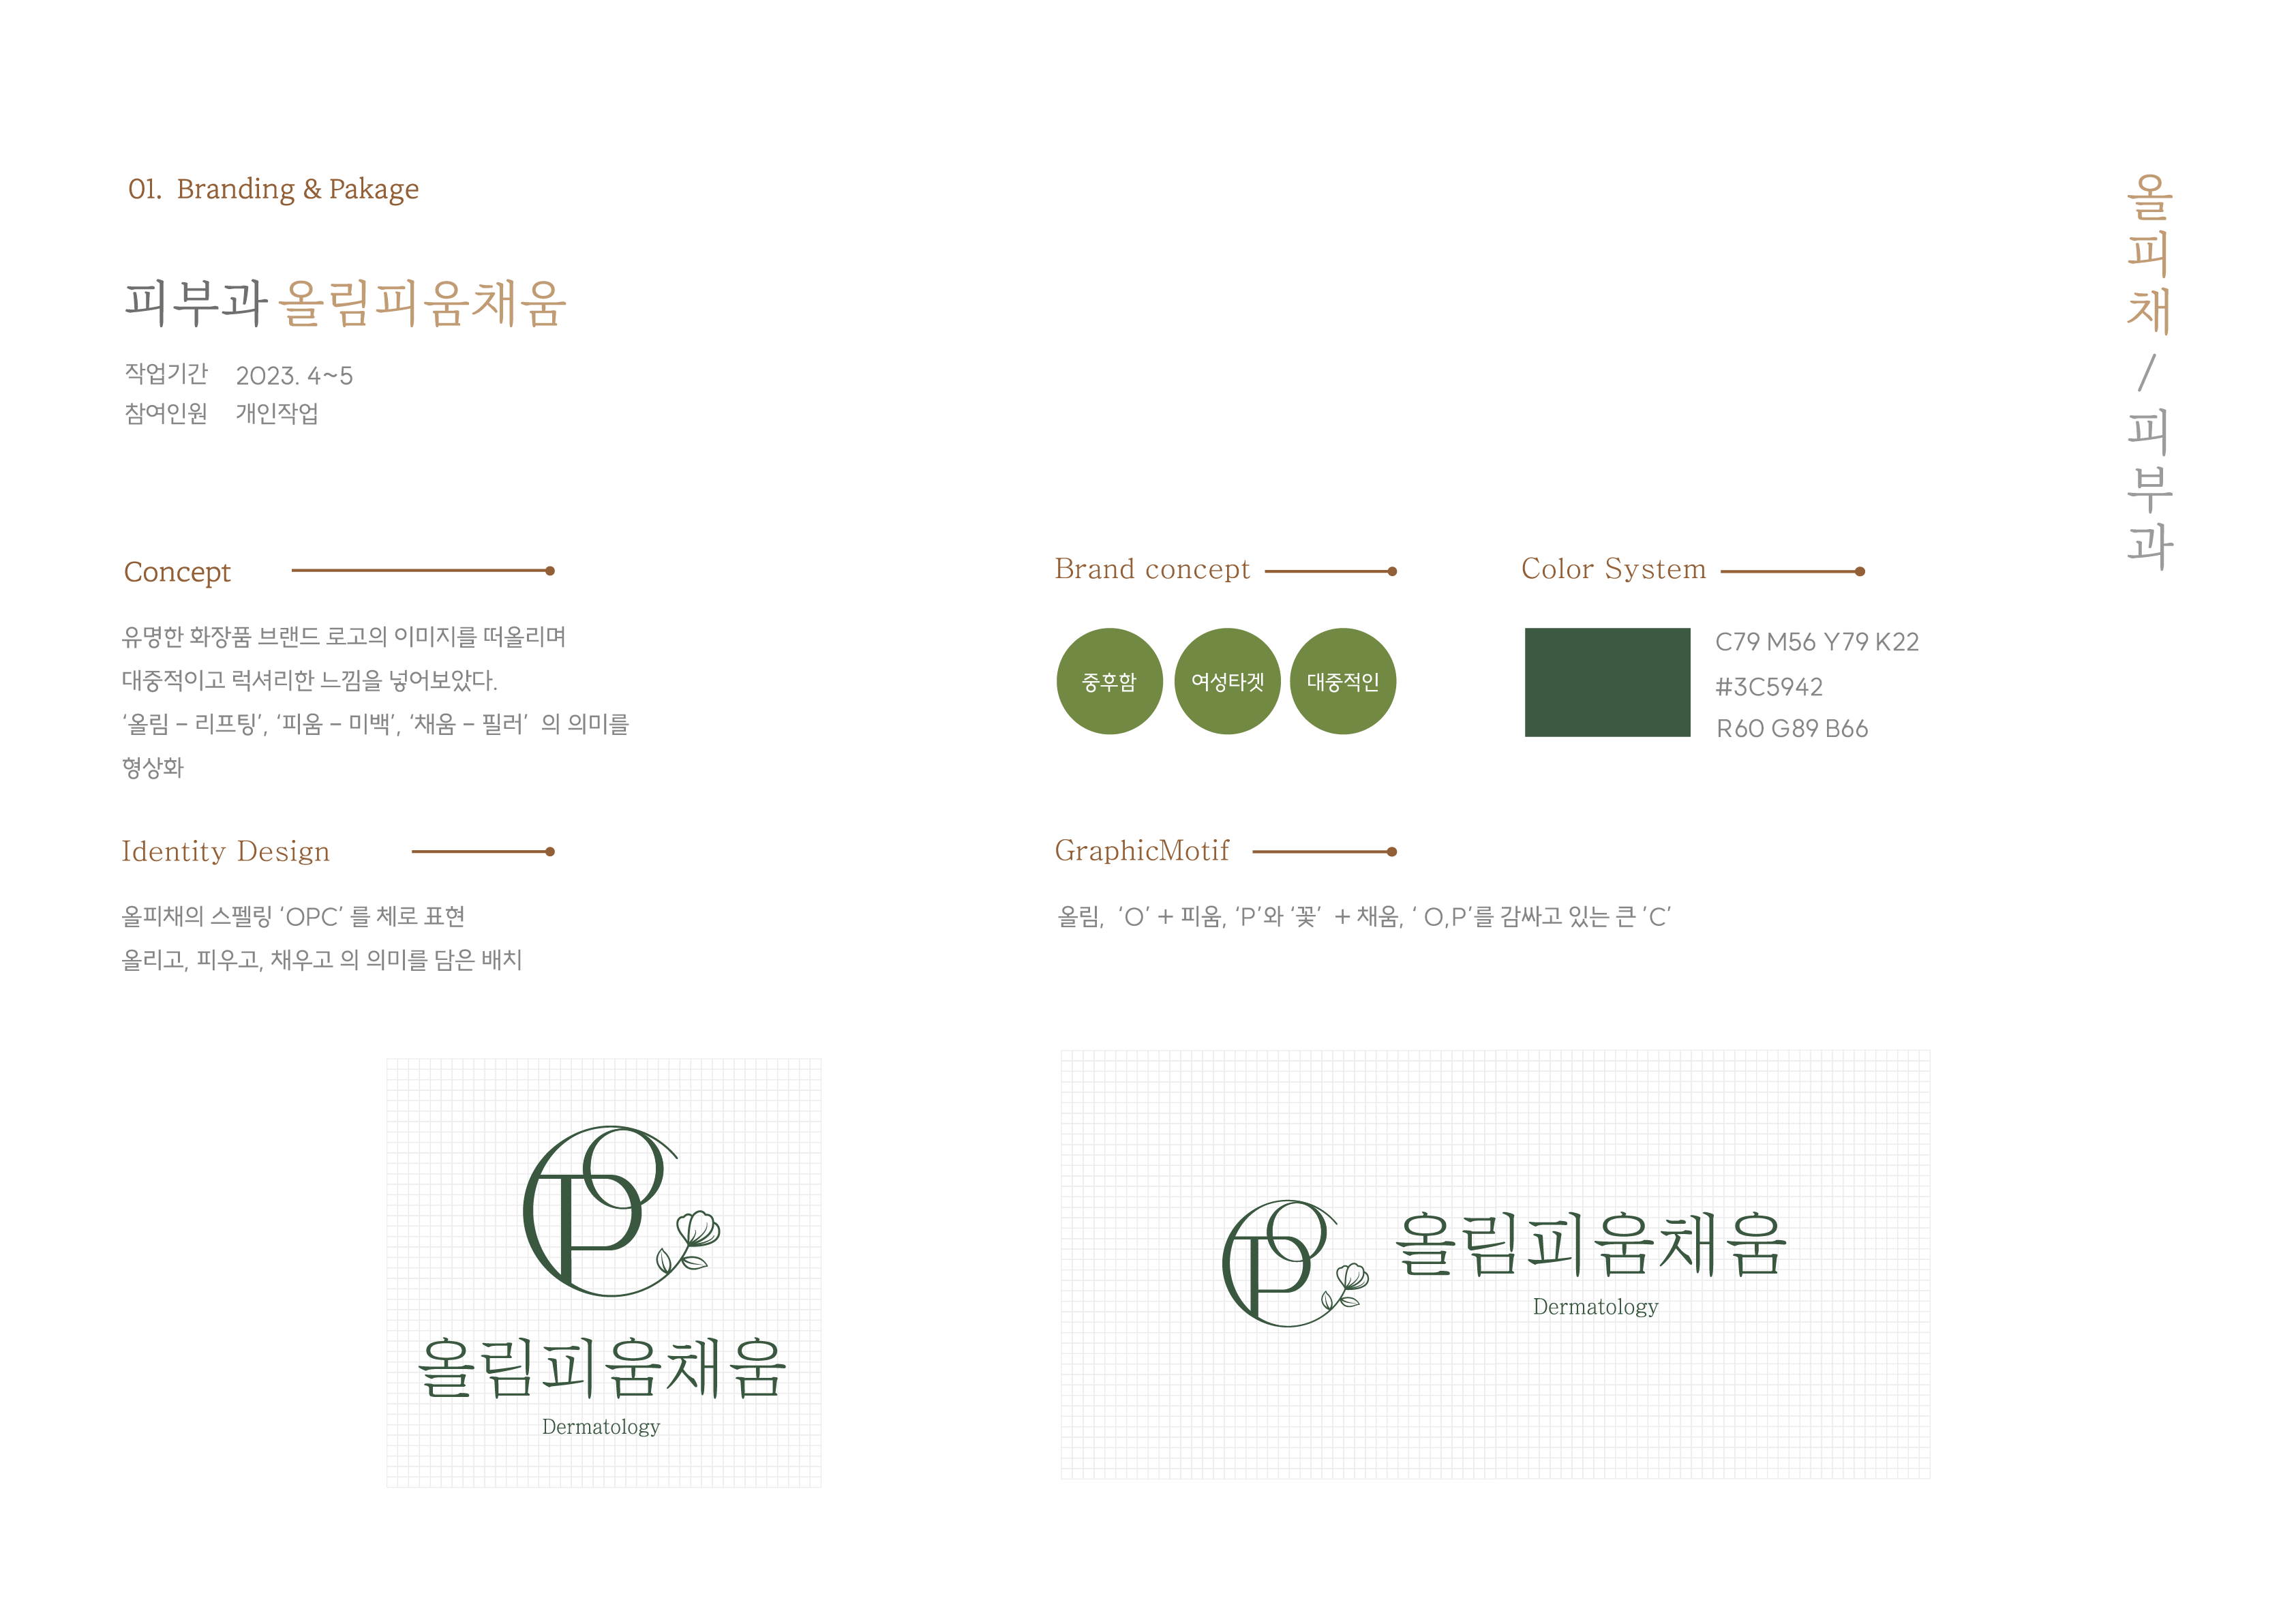 01. Branding & Pakage
피부과 올림피움채움
작업기간 2023. 4~5
참여인원 개인작업
올피채 / 피부과
Concept
유명한 화장품 브랜드 로고의 이미지를 떠올리며
대중적이고 럭셔리한 느낌을 넣어보았다.
‘올림 – 리프팅’, ‘피움 – 미백’, ‘채움 – 필러’ 의 의미를
형상화
Brand concept
중후함
여성타겟
대중적인
Color System
C79 M56 Y79 K22
#3C5942
R60 G89 B66
Identity Design
올피채의 스펠링 ‘OPC’ 를 체로 표현
올리고, 피우고, 채우고 의 의미를 담은 배치
GraphicMotif
올림, ‘O’ + 피움, ‘P’와 ‘꽃’ + 채움, ‘ O,P’를 감싸고 있는 큰 ‘C’
올림피움채움
Dermatology
올림피움채움
Dermatology